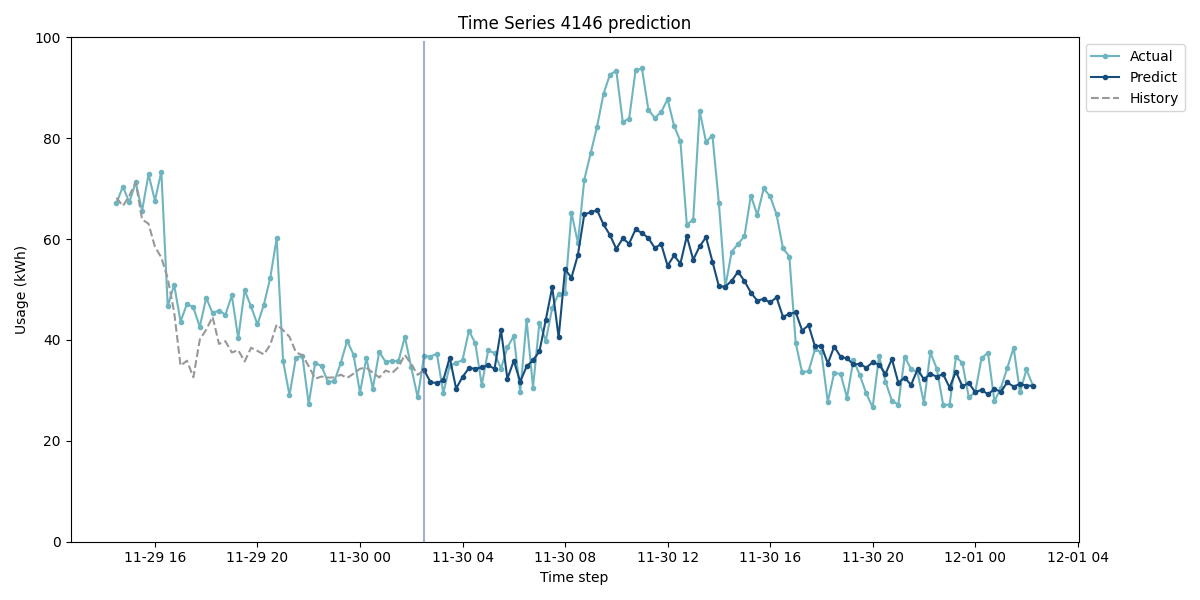 Time Series 4146 prediction
Usage (kWh)
100
80
60
40
20
0
11-29 16
11-29 20
11-30 00
11-30 04
11-30 08
11-30 12
11-30 16
11-30 20
12-01 00
12-01 04
Time step
Actual
Predict
History